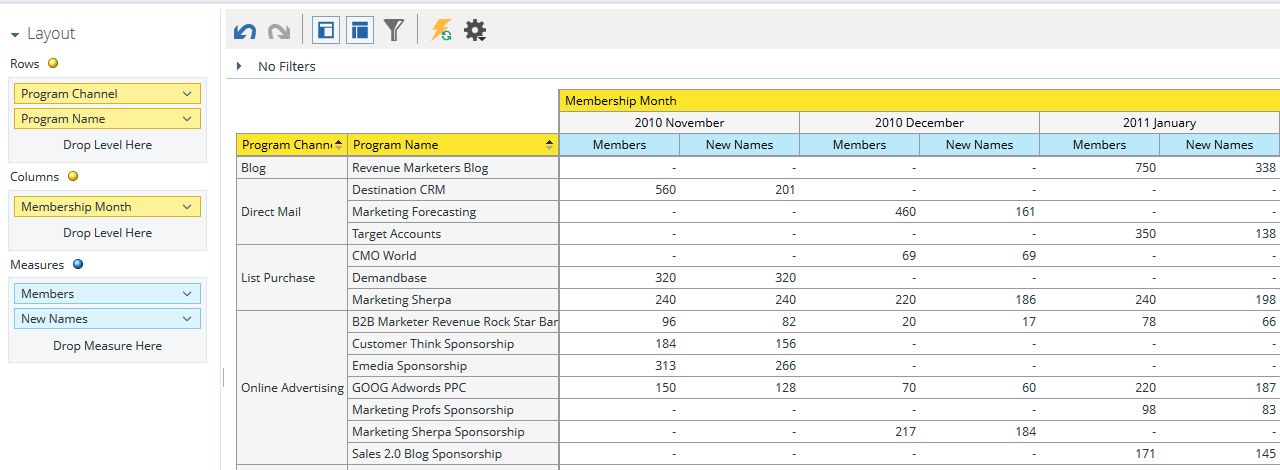 Layout
Rows
Program Channel
Program Name
Drop Level Here
Columns
Membership Month
Drop Level Here
Measures
Members
New Names
Drop Measure Here
No Filters
Membership Month
2010 November 2010 December 2011 January
Program Chann Program Name Members New Names Members New Names Members New Names
Blog Revenue Marketers Blog - - - - 750 338
Direct Mail Destination CRM 560 201 - - - -
Marketing Forecasting - - 460 161 - -
Target Accounts - - - - 350 138
List Purchase CMO World - - 69 69 - -
Demandbase 320 320 - - - -
Marketing Sherpa 240 240 220 186 240 198
Online Advertising B2B Marketer Revenue Rock Star Bar 96 82 20 17 78 66
Customer Think Sponsorship 184 156 - - - -
Emedia Sponsorship 313 266 - - - -
GOOG Adwords PPC 150 128 70 60 220 187
Marketing Profs Sponsorship - - - - 98 83
Marketing Sherpa Sponsorship - - 217 184 - -
Sales 2.0 Blog Sponsorship - - - - 171 145